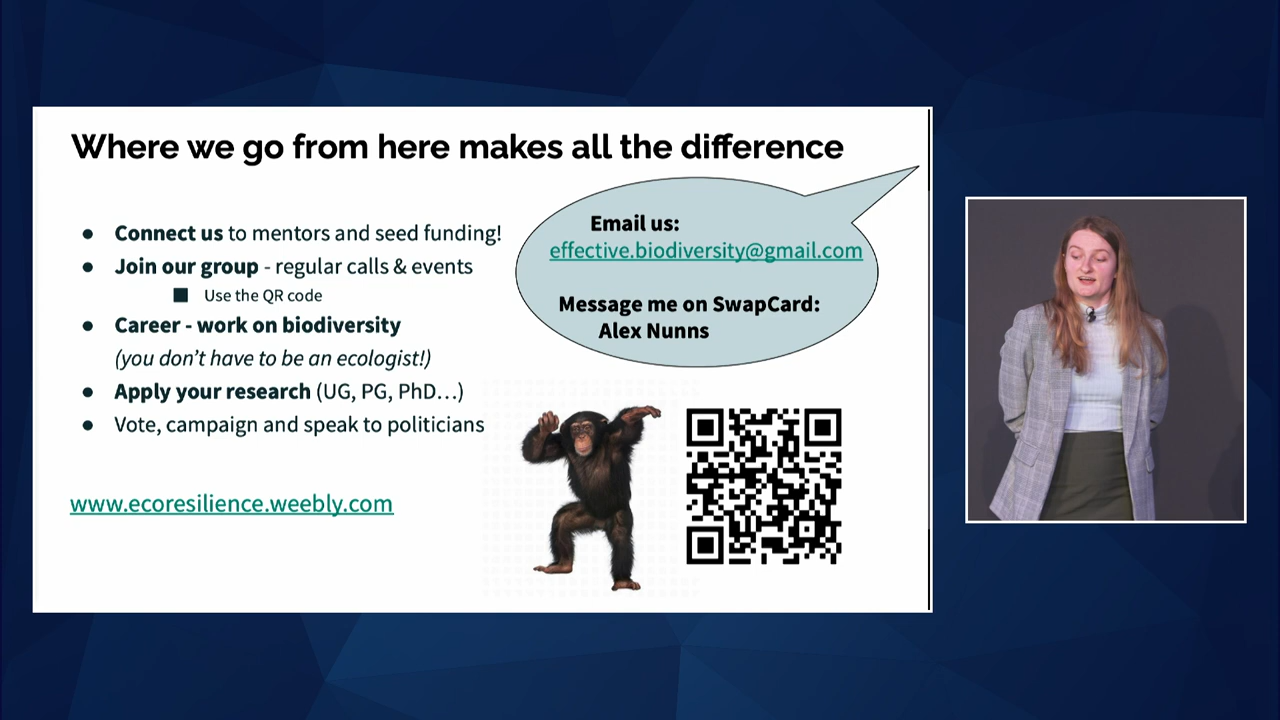 Where we go from here makes all the difference
Connect us to mentors and seed funding!
Join our group - regular calls & events
Use the QR code
Career - work on biodiversity
(you don't have to be an ecologist!)
Apply your research (UG, PG, PhD...)
Vote, campaign and speak to politicians
www.ecoresilience.weebly.com
Email us:
effective.biodiversity@gmail.com
Message me on SwapCard:
Alex Nunns